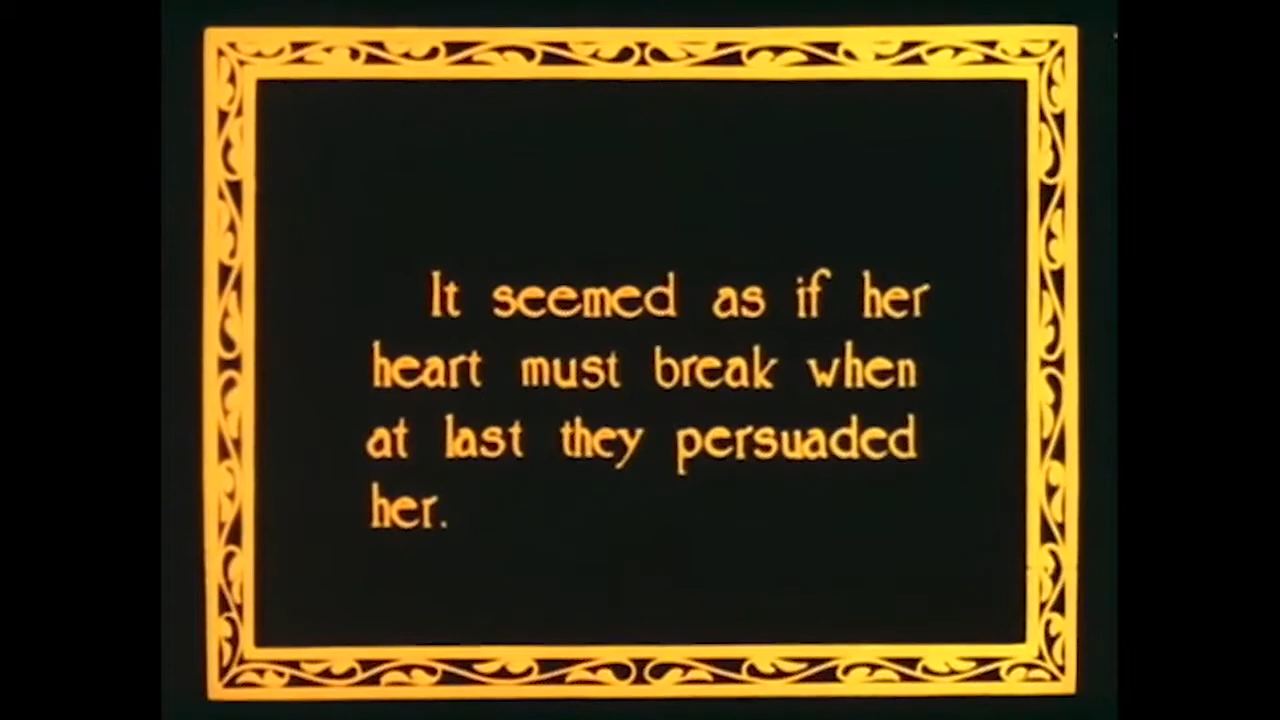 It seemed as if her
heart must break when
at last they persuaded
her.